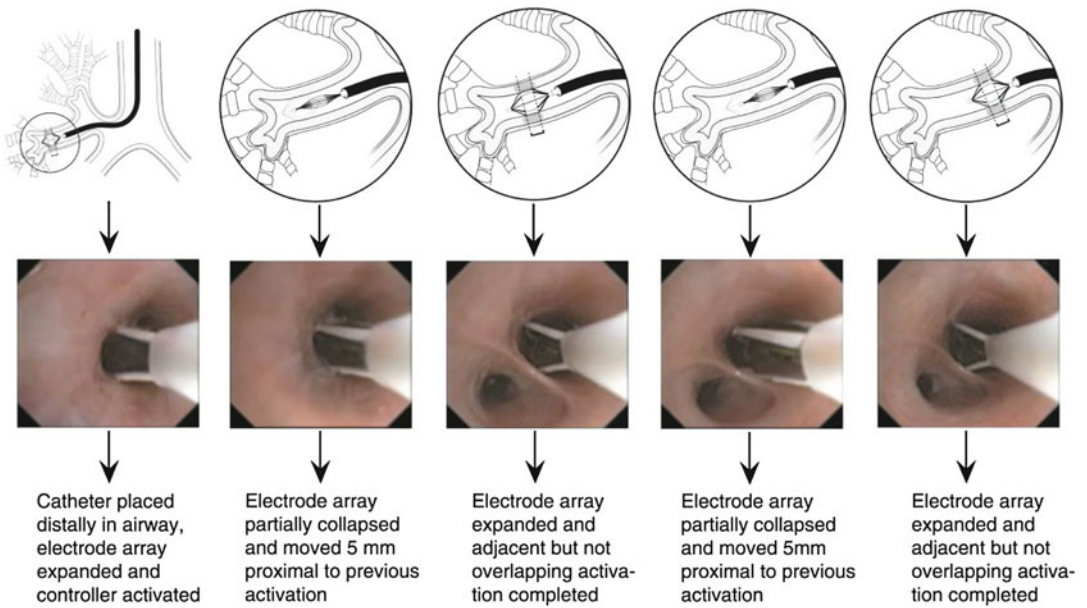 Catheter placed
distally in airway,
electrode array
expanded and
controller activated
Electrode array
partially collapsed
and moved 5 mm
proximal to previous
activation
Electrode array
expanded and
adjacent but not
overlapping activa-
tion completed
Electrode array
partially collapsed
and moved 5mm
proximal to previous
activation
Electrode array
expanded and
adjacent but not
overlapping activa-
tion completed